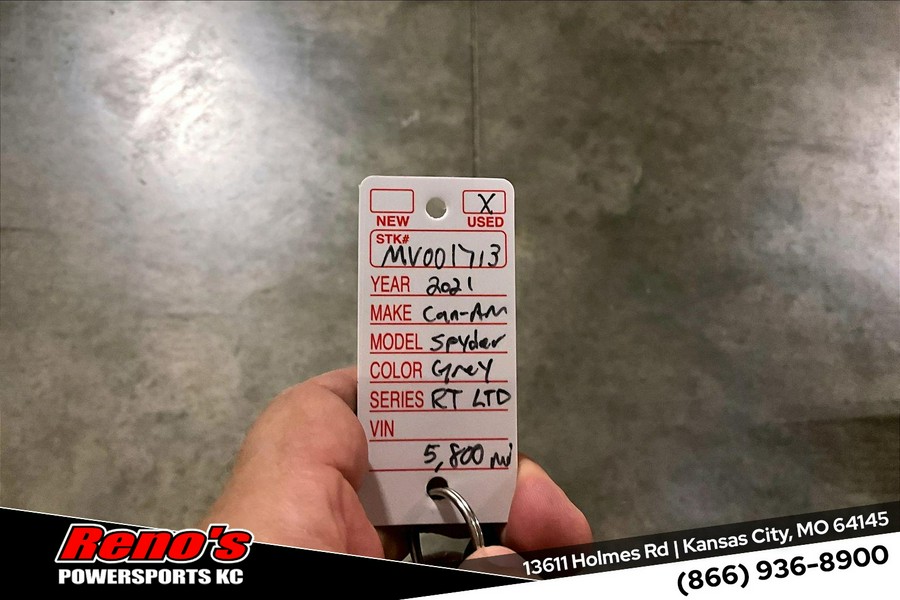 X
NEW USED
STK#
MV001713
YEAR 2021
MAKE Can-Am
MODEL Spyder
COLOR Grey
SERIES RT LTD
VIN
5,800 mi
Reno's
POWERSPORTS KC
13611 Holmes Rd | Kansas City, MO 64145
(866) 936-8900